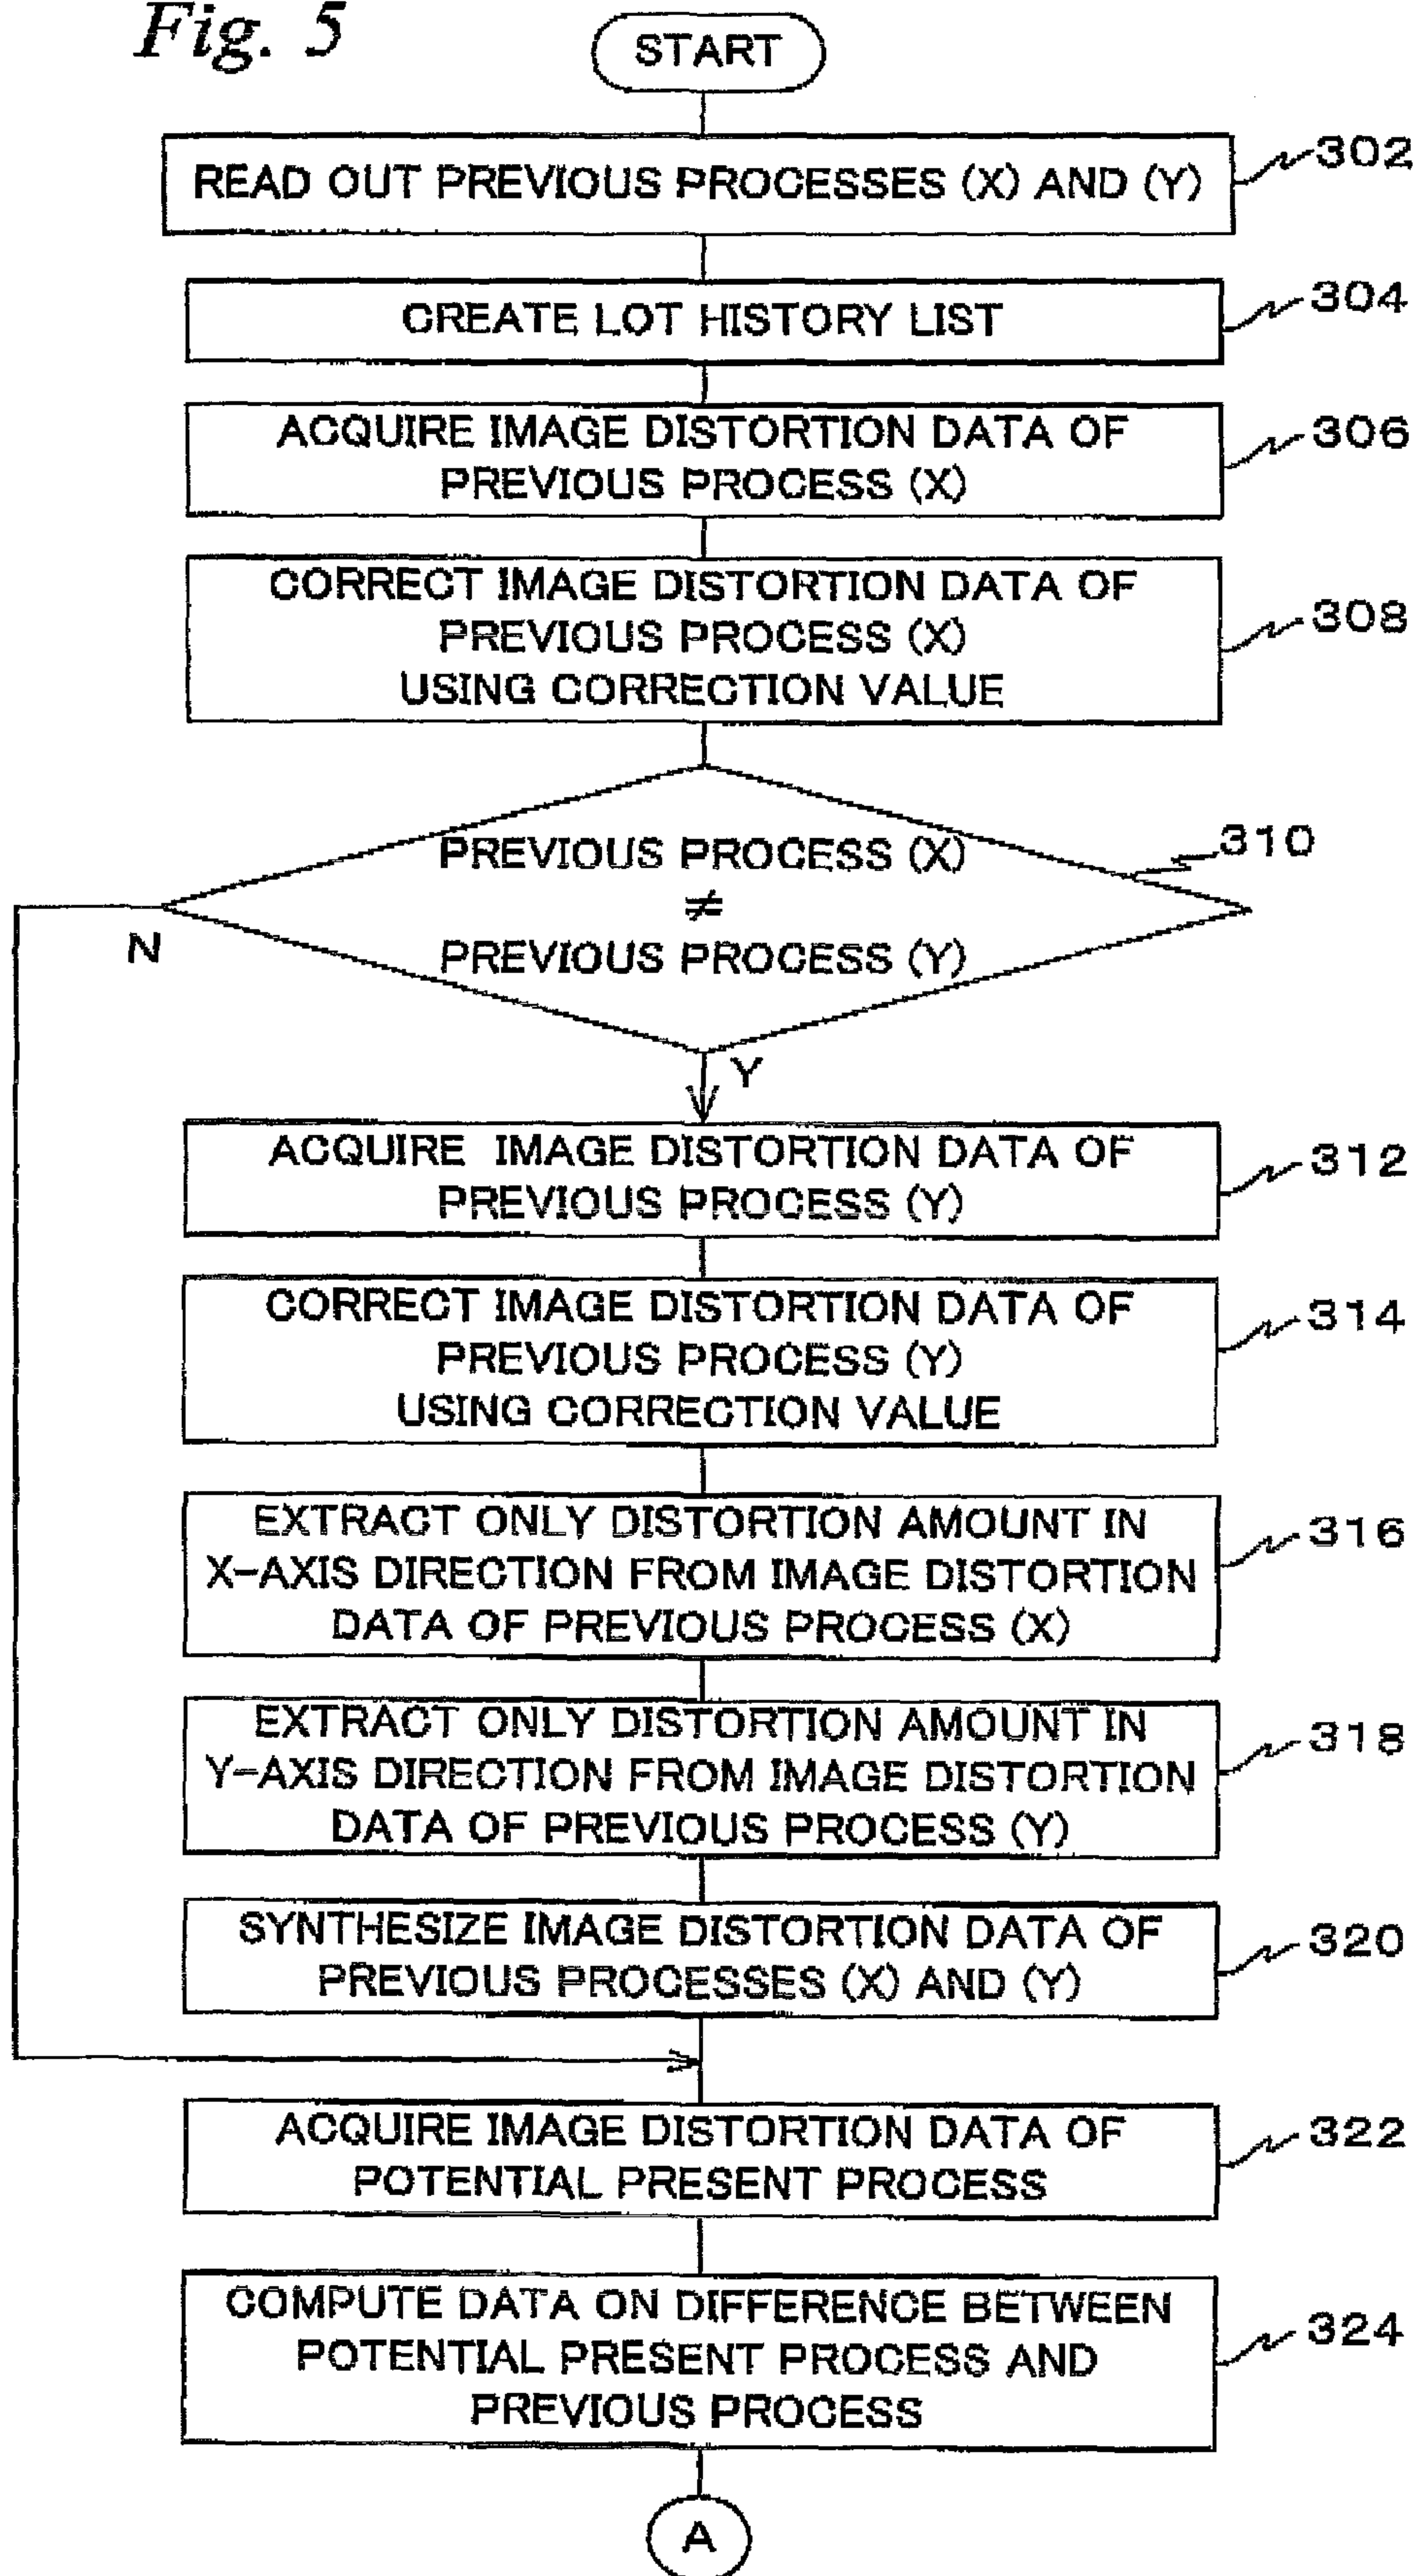 Fig. 5
START
READ OUT PREVIOUS PROCESSES (X) AND (Y)
302
CREATE LOT HISTORY LIST
304
ACQUIRE IMAGE DISTORTION DATA OF
PREVIOUS PROCESS (X)
306
CORRECT IMAGE DISTORTION DATA OF
PREVIOUS PROCESS (X)
USING CORRECTION VALUE
308
PREVIOUS PROCESS (X)
≠
PREVIOUS PROCESS (Y)
310
N
Y
ACQUIRE IMAGE DISTORTION DATA OF
PREVIOUS PROCESS (Y)
312
CORRECT IMAGE DISTORTION DATA OF
PREVIOUS PROCESS (Y)
USING CORRECTION VALUE
314
EXTRACT ONLY DISTORTION AMOUNT IN
X-AXIS DIRECTION FROM IMAGE DISTORTION
DATA OF PREVIOUS PROCESS (X)
316
EXTRACT ONLY DISTORTION AMOUNT IN
Y-AXIS DIRECTION FROM IMAGE DISTORTION
DATA OF PREVIOUS PROCESS (Y)
318
SYNTHESIZE IMAGE DISTORTION DATA OF
PREVIOUS PROCESSES (X) AND (Y)
320
ACQUIRE IMAGE DISTORTION DATA OF
POTENTIAL PRESENT PROCESS
322
COMPUTE DATA ON DIFFERENCE BETWEEN
POTENTIAL PRESENT PROCESS AND
PREVIOUS PROCESS
324
A